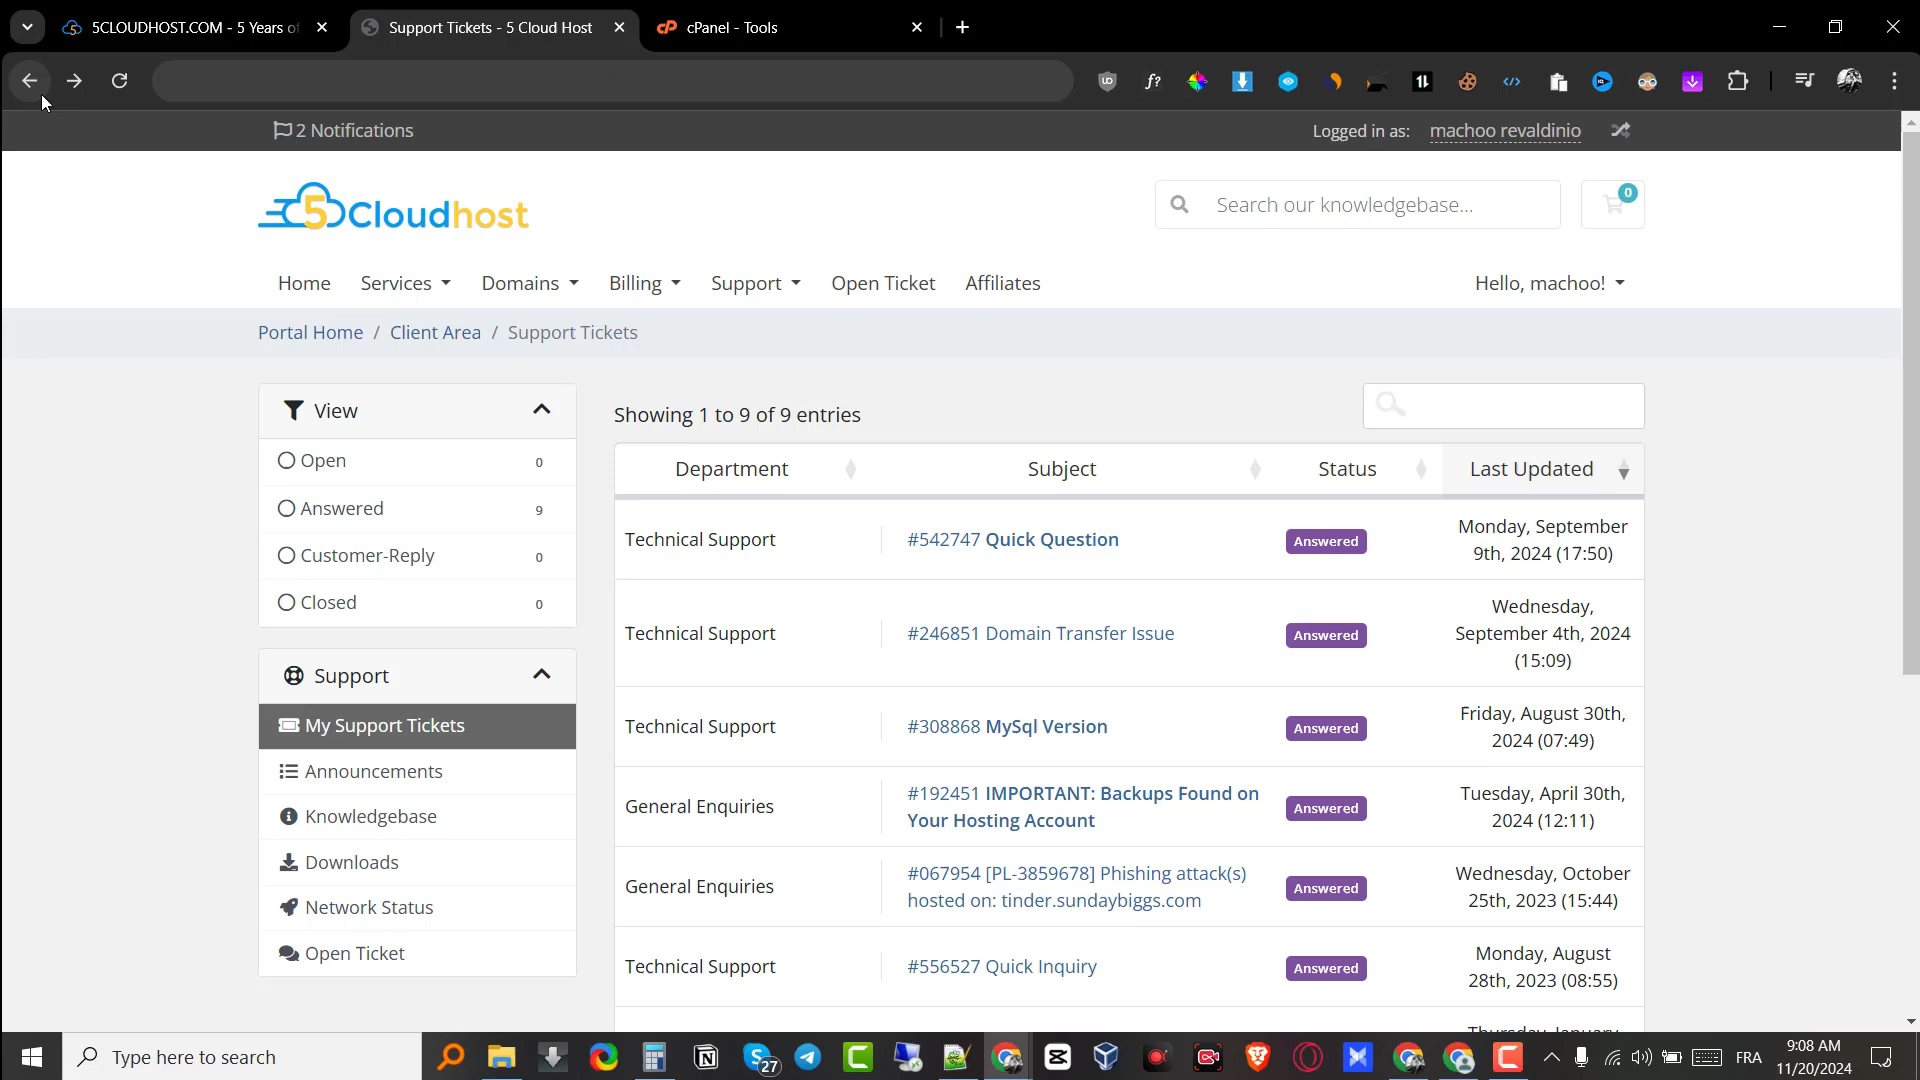 5CLOUDHOST.COM - 5 Years of
Support Tickets - 5 Cloud Host
cPanel - Tools
2 Notifications
Logged in as: machoo revaldinio
5Cloudhost
Search our knowledgebase...
0
Home
Services
Domains
Billing
Support
Open Ticket
Affiliates
Hello, machoo!
Portal Home / Client Area / Support Tickets
View
Open 0
Answered 9
Customer-Reply 0
Closed 0
Support
My Support Tickets
Announcements
Knowledgebase
Downloads
Network Status
Open Ticket
Showing 1 to 9 of 9 entries
Department Subject Status Last Updated
Technical Support #542747 Quick Question Answered Monday, September
9th, 2024 (17:50)
Technical Support #246851 Domain Transfer Issue Answered Wednesday,
September 4th, 2024
(15:09)
Technical Support #308868 MySql Version Answered Friday, August 30th,
2024 (07:49)
General Enquiries #192451 IMPORTANT: Backups Found on
Your Hosting Account Answered Tuesday, April 30th,
2024 (12:11)
General Enquiries #067954 [PL-3859678] Phishing attack(s)
hosted on: tinder.sundaybiggs.com Answered Wednesday, October
25th, 2023 (15:44)
Technical Support #556527 Quick Inquiry Answered Monday, August
28th, 2023 (08:55)
Thursday, January
Type here to search
27
FRA
9:08 AM
11/20/2024